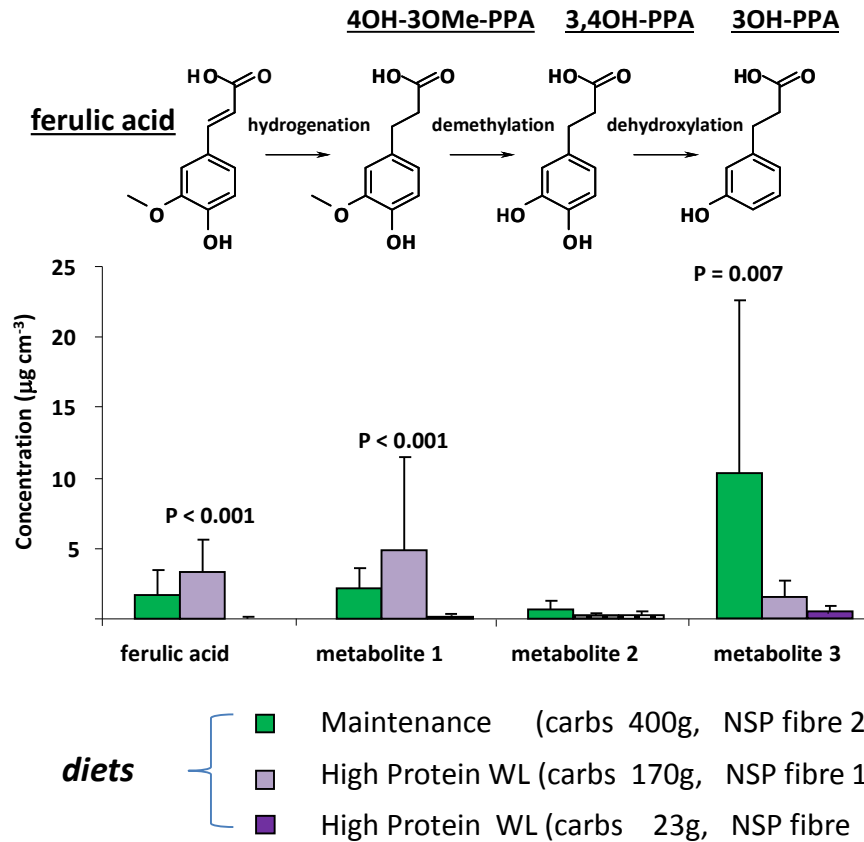 4OH-3OMe-PPA 3,4OH-PPA 3OH-PPA
HO O HO O HO O HO O
ferulic acid hydrogenation demethylation dehydroxylation
O O HO HO
OH OH OH
25
20
15
10
5
Concentration (µg cm⁻³)
P < 0.001
P < 0.001
P = 0.007
ferulic acid metabolite 1 metabolite 2 metabolite 3
diets
Maintenance (carbs 400g, NSP fibre 2
High Protein WL (carbs 170g, NSP fibre 1
High Protein WL (carbs 23g, NSP fibre